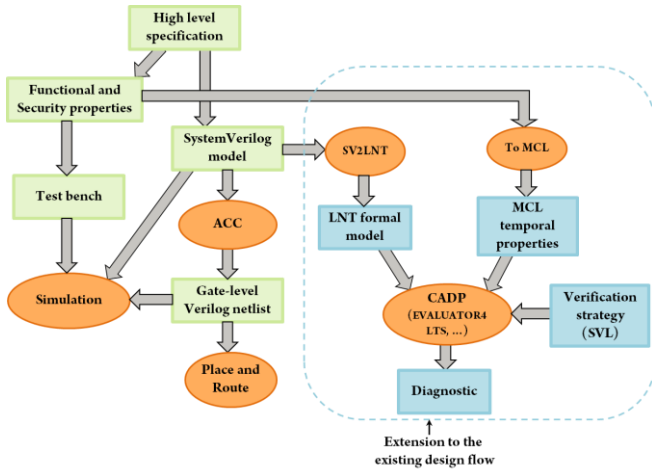 High level
specification
Functional and
Security properties
SystemVerilog
model
SV2LNT
To MCL
Test bench
ACC
LNT formal
model
MCL
temporal
properties
Simulation
Gate-level
Verilog netlist
CADP
(EVALUATOR4
LTS, ...)
Verification
strategy
(SVL)
Place and
Route
Diagnostic
Extension to the
existing design flow